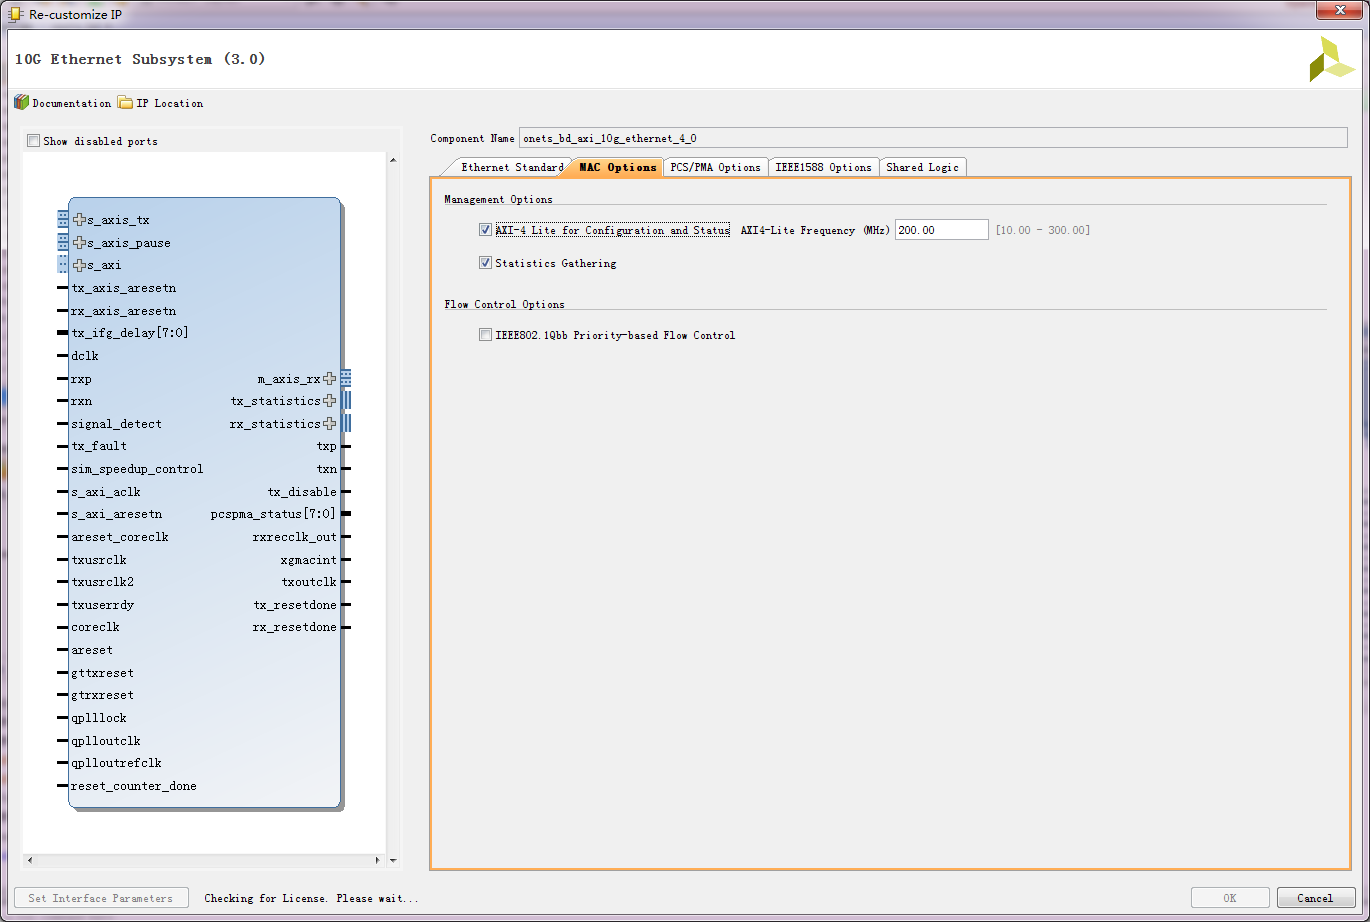 Re-customize IP
10G Ethernet Subsystem (3.0)
Documentation IP Location
Show disabled ports
s_axis_tx
s_axis_pause
s_axi
tx_axis_aresetn
rx_axis_aresetn
tx_ifg_delay[7:0]
dclk
rxp
rxn
signal_detect
tx_fault
sim_speedup_control
s_axi_aclk
s_axi_aresetn
areset_coreclk
txusrclk
txusrclk2
txuserrdy
coreclk
areset
gttxreset
gtrxreset
qplllock
qplloutclk
qplloutrefclk
reset_counter_done
m_axis_rx
tx_statistics
rx_statistics
txp
txn
tx_disable
pcspma_status[7:0]
rxrecclk_out
xgmacint
txoutclk
tx_resetdone
rx_resetdone
Component Name onets_bd_axi_10g_ethernet_4_0
Ethernet Standard MAC Options PCS/PMA Options IEEE1588 Options Shared Logic
Management Options
AXI-4 Lite for Configuration and Status AXI4-Lite Frequency (MHz) 200.00 [10.00 - 300.00]
Statistics Gathering
Flow Control Options
IEEE802.1Qbb Priority-based Flow Control
Set Interface Parameters Checking for License. Please wait... OK Cancel